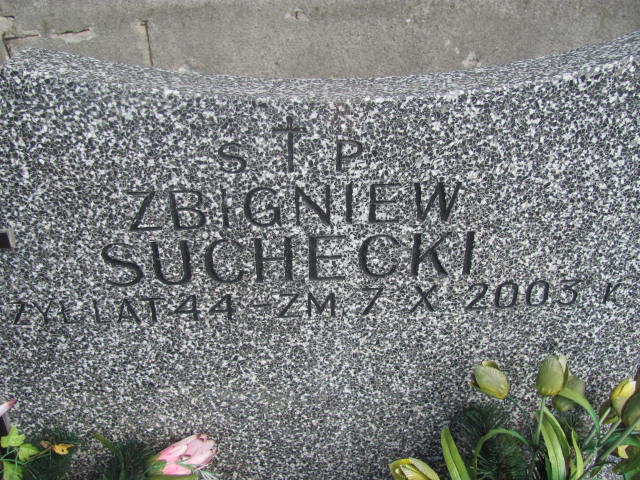 S † P
ZBIGNIEW
SUCHECKI
ŻYŁ LAT 44 - ZM. 7 X 2003 R